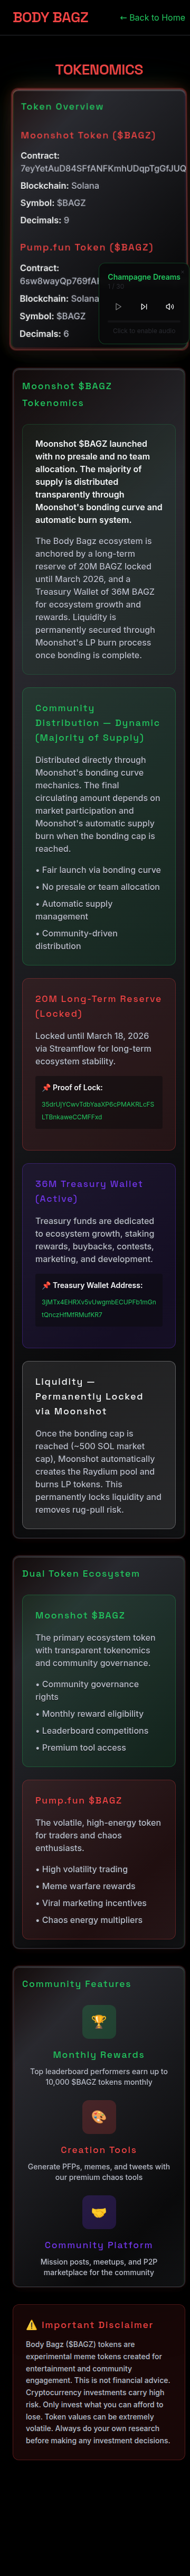 BODY BAGZ
← Back to Home
TOKENOMICS
Token Overview
Moonshot Token ($BAGZ)
Contract:
7eyYetAuD84SFfANFKmhUDqpTgGfJUQ
Blockchain: Solana
Symbol: $BAGZ
Decimals: 9
Pump.fun Token ($BAGZ)
Contract:
Blockchain: Solana
Symbol: $BAGZ
Decimals: 6
Champagne Dreams
Click to enable audio
Moonshot $BAGZ
Tokenomics
Moonshot $BAGZ launched
with no presale and no team
allocation. The majority of
supply is distributed
transparently through
Moonshot's bonding curve and
automatic burn system.
The Body Bagz ecosystem is
anchored by a long-term
reserve of 20M BAGZ locked
until March 2026, and a
Treasury Wallet of 36M BAGZ
for ecosystem growth and
rewards. Liquidity is
permanently secured through
Moonshot's LP burn process
once bonding is complete.
Community
Distribution — Dynamic
(Majority of Supply)
Distributed directly through
Moonshot's bonding curve
mechanics. The final
circulating amount depends on
market participation and
Moonshot's automatic supply
burn when the bonding cap is
reached.
• Fair launch via bonding curve
• No presale or team allocation
• Automatic supply
management
• Community-driven
distribution
20M Long-Term Reserve
(Locked)
Locked until March 18, 2026
via Streamflow for long-term
ecosystem stability.
📌 Proof of Lock:
35drUjYCwvTdbYaaXP6cPMAKRLcFS
LTBnkaweCCMFFxd
36M Treasury Wallet
(Active)
Treasury funds are dedicated
to ecosystem growth, staking
rewards, buybacks, contests,
marketing, and development.
📌 Treasury Wallet Address:
3jMTx4EHRXv5vUwgmbECUPFb1mGn
tQnczHfMfRMufKR7
Liquidity —
Permanently Locked
via Moonshot
Once the bonding cap is
reached (~500 SOL market
cap), Moonshot automatically
creates the Raydium pool and
burns LP tokens. This
permanently locks liquidity and
removes rug-pull risk.
Dual Token Ecosystem
Moonshot $BAGZ
The primary ecosystem token
with transparent tokenomics
and community governance.
• Community governance
rights
• Monthly reward eligibility
• Leaderboard competitions
• Premium tool access
Pump.fun $BAGZ
The volatile, high-energy token
for traders and chaos
enthusiasts.
• High volatility trading
• Meme warfare rewards
• Viral marketing incentives
• Chaos energy multipliers
Community Features
Monthly Rewards
Top leaderboard performers earn up to
10,000 $BAGZ tokens monthly
Creation Tools
Generate PFPs, memes, and tweets with
our premium chaos tools
Community Platform
Mission posts, meetups, and P2P
marketplace for the community
⚠️ Important Disclaimer
Body Bagz ($BAGZ) tokens are
experimental meme tokens created for
entertainment and community
engagement. This is not financial advice.
Cryptocurrency investments carry high
risk. Only invest what you can afford to
lose. Token values can be extremely
volatile. Always do your own research
before making any investment decisions.